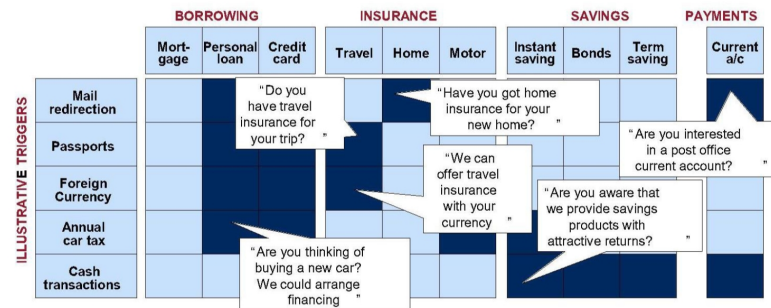 BORROWING INSURANCE SAVINGS PAYMENTS
Mort-
gage
Personal
loan
Credit
card
Travel
Home
Motor
Instant
saving
Bonds
Term
saving
Current
a/c
ILLUSTRATIVE TRIGGERS
Mail
redirection
Passports
Foreign
Currency
Annual
car tax
Cash
transactions
“Do you
have travel
insurance for
your trip? ”
“Have you got home
insurance for your
new home? ”
“Are you interested
in a post office
current account? ”
“We can
offer travel
insurance
with your
currency ”
“Are you aware that
we provide savings
products with
attractive returns? ”
“Are you thinking of
buying a new car?
We could arrange
financing ”